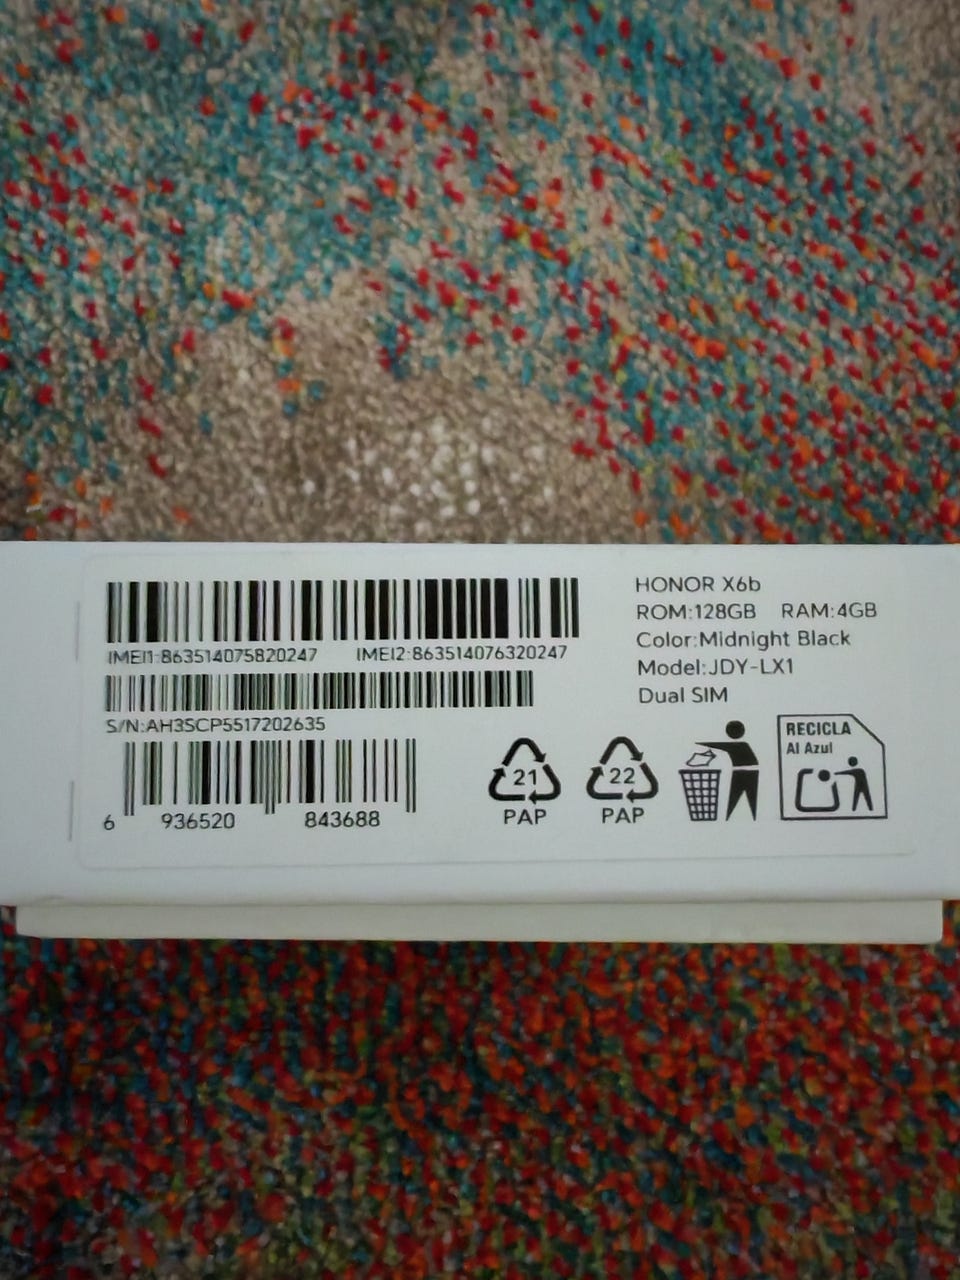 IMEI1:863514075820247 IMEI2:863514076320247
S/N:AH3SCP5517202635
6 936520 843688
HONOR X6b
ROM:128GB RAM:4GB
Color:Midnight Black
Model:JDY-LX1
Dual SIM
21
PAP
22
PAP
RECICLA
Al Azul